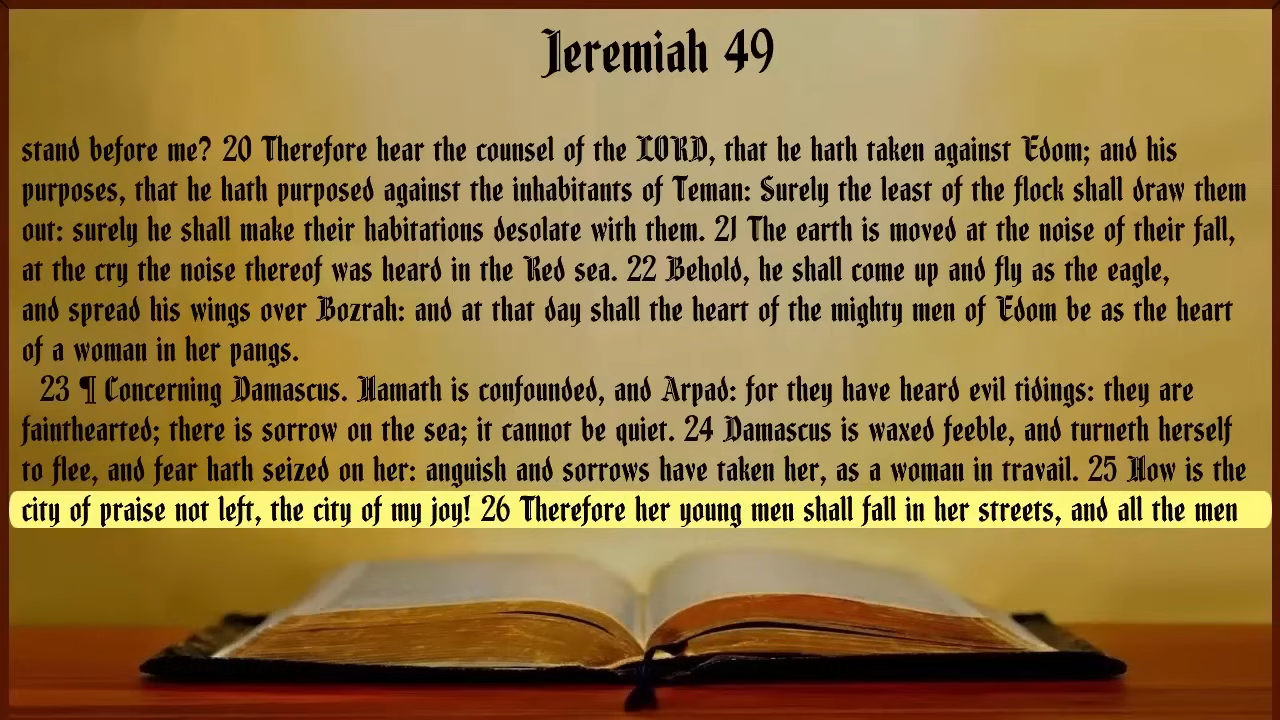 Jeremiah 49
stand before me? 20 Therefore hear the counsel of the LORD, that he hath taken against Edom; and his
purposes, that he hath purposed against the inhabitants of Teman: Surely the least of the flock shall draw them
out: surely he shall make their habitations desolate with them. 21 The earth is moved at the noise of their fall,
at the cry the noise thereof was heard in the Red sea. 22 Behold, he shall come up and fly as the eagle,
and spread his wings over Bozrah: and at that day shall the heart of the mighty men of Edom be as the heart
of a woman in her pangs.
23 ¶ Concerning Damascus. Hamath is confounded, and Arpad: for they have heard evil tidings: they are
fainthearted; there is sorrow on the sea; it cannot be quiet. 24 Damascus is waxed feeble, and turneth herself
to flee, and fear hath seized on her: anguish and sorrows have taken her, as a woman in travail. 25 How is the
city of praise not left, the city of my joy! 26 Therefore her young men shall fall in her streets, and all the men